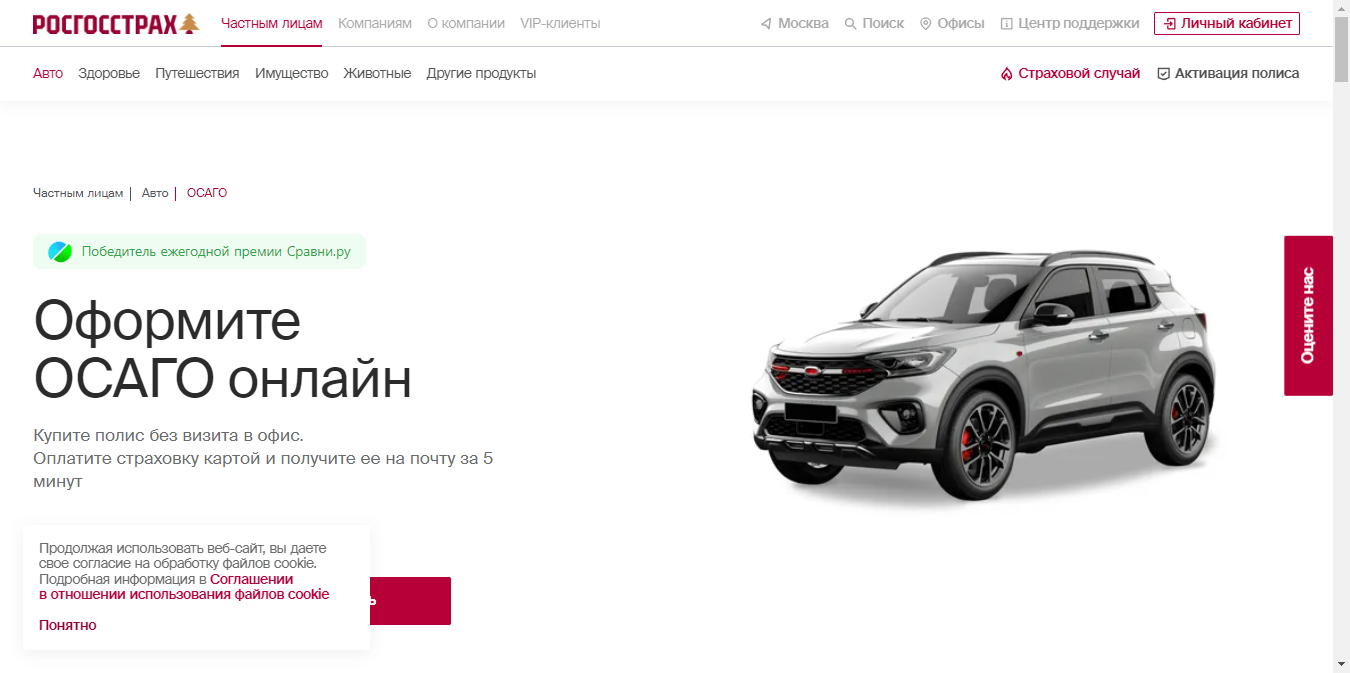 РОСГОССТРАХ Частным лицам Компаниям О компании VIP-клиенты Москва Поиск Офисы Центр поддержки Личный кабинет
Авто Здоровье Путешествия Имущество Животные Другие продукты Страховой случай Активация полиса
Частным лицам | Авто | ОСАГО
Победитель ежегодной премии Сравни.ру
Оформите
ОСАГО онлайн
Купите полис без визита в офис.
Оплатите страховку картой и получите ее на почту за 5
минут
Оцените нас
Продолжая использовать веб-сайт, вы даете
свое согласие на обработку файлов cookie.
Подробная информация в Соглашении
в отношении использования файлов cookie
Понятно